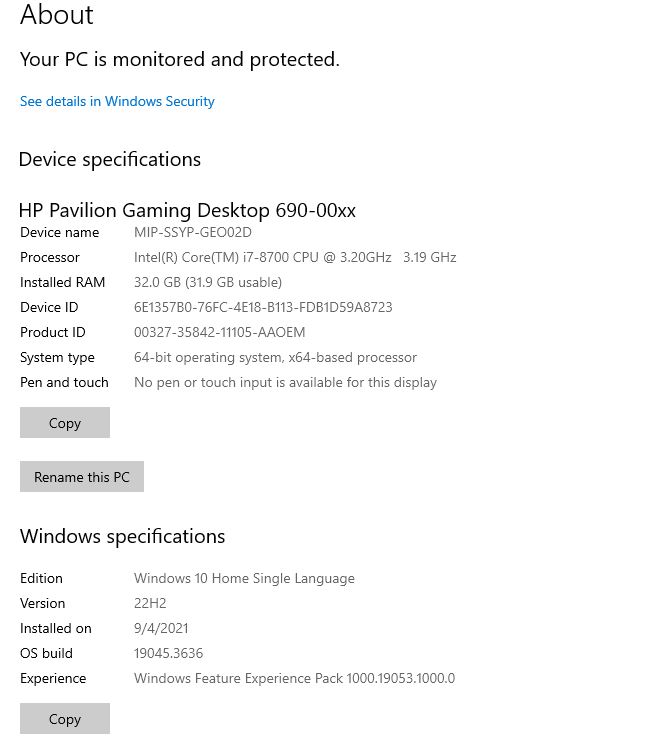 About
Your PC is monitored and protected.
See details in Windows Security
Device specifications
HP Pavilion Gaming Desktop 690-00xx
Device name MIP-SSYP-GEO02D
Processor Intel(R) Core(TM) i7-8700 CPU @ 3.20GHz 3.19 GHz
Installed RAM 32.0 GB (31.9 GB usable)
Device ID 6E1357B0-76FC-4E18-B113-FDB1D59A8723
Product ID 00327-35842-11105-AAOEM
System type 64-bit operating system, x64-based processor
Pen and touch No pen or touch input is available for this display
Copy
Rename this PC
Windows specifications
Edition Windows 10 Home Single Language
Version 22H2
Installed on 9/4/2021
OS build 19045.3636
Experience Windows Feature Experience Pack 1000.19053.1000.0
Copy